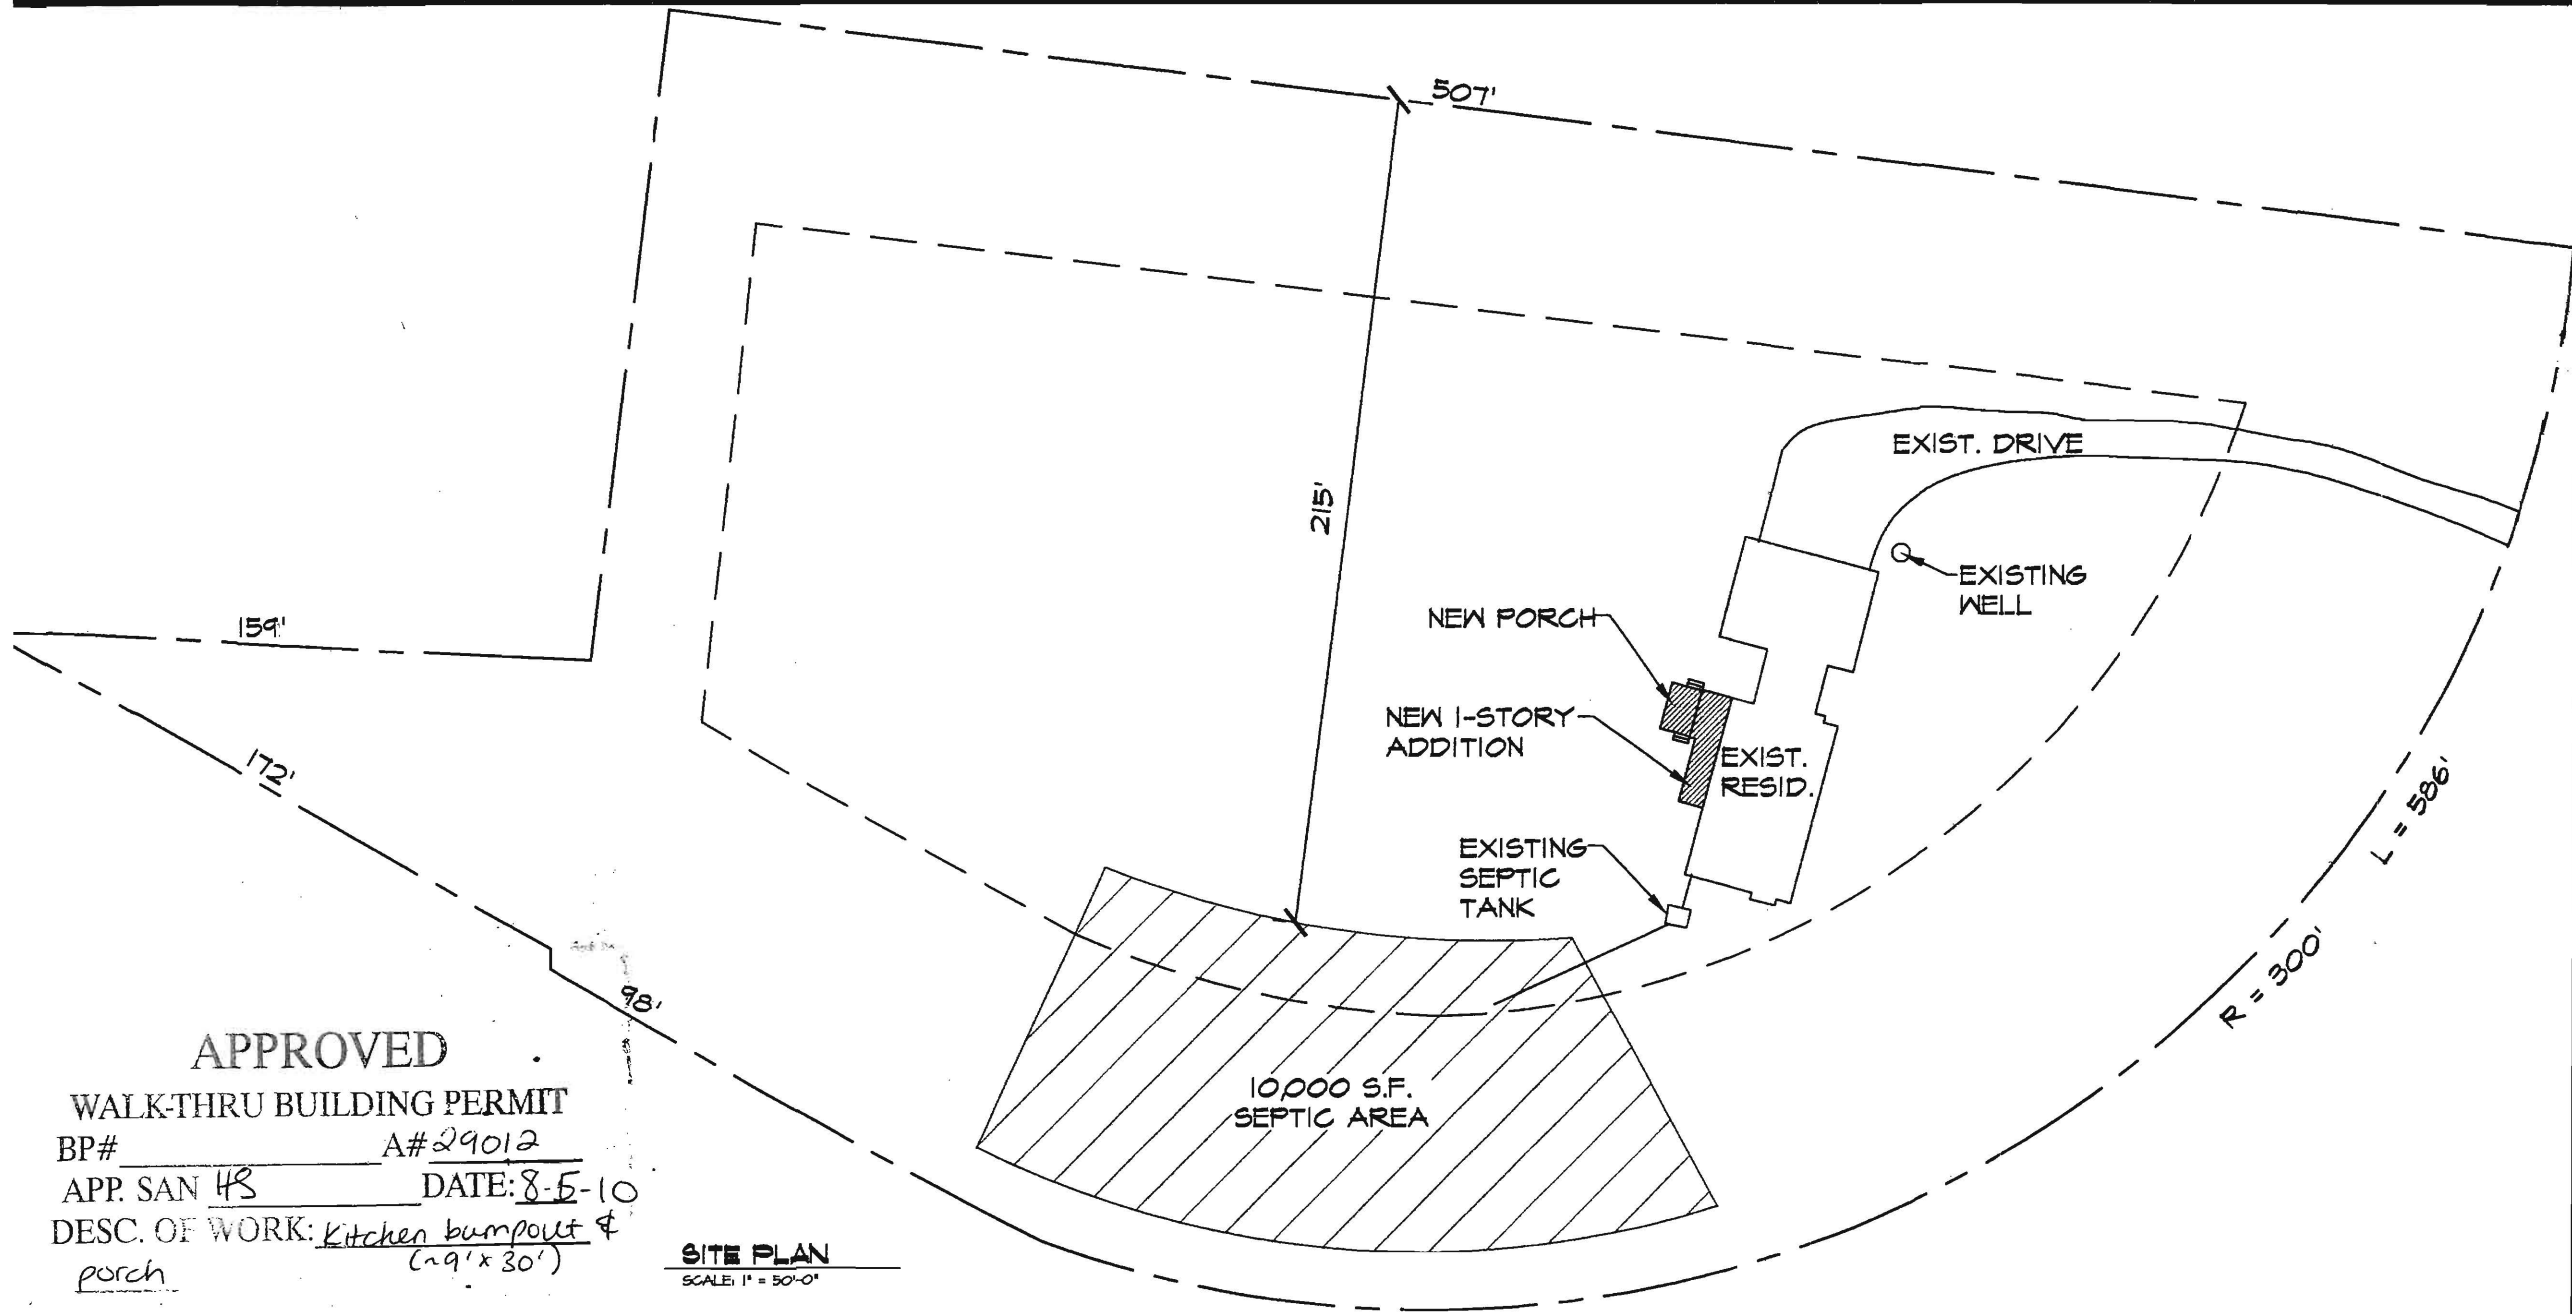 507'
EXIST. DRIVE
215'
EXISTING
WELL
NEW PORCH
159'
NEW 1-STORY
ADDITION
EXIST.
RESID.
172'
L = 586'
EXISTING
SEPTIC
TANK
R = 300'
98'
10,000 S.F.
SEPTIC AREA
APPROVED
WALK-THRU BUILDING PERMIT
BP# A# 29012
APP. SAN HS DATE: 8-5-10
DESC. OF WORK: Kitchen bumpout &
(~9' x 30')
porch
SITE PLAN
SCALE: 1" = 50'-0"